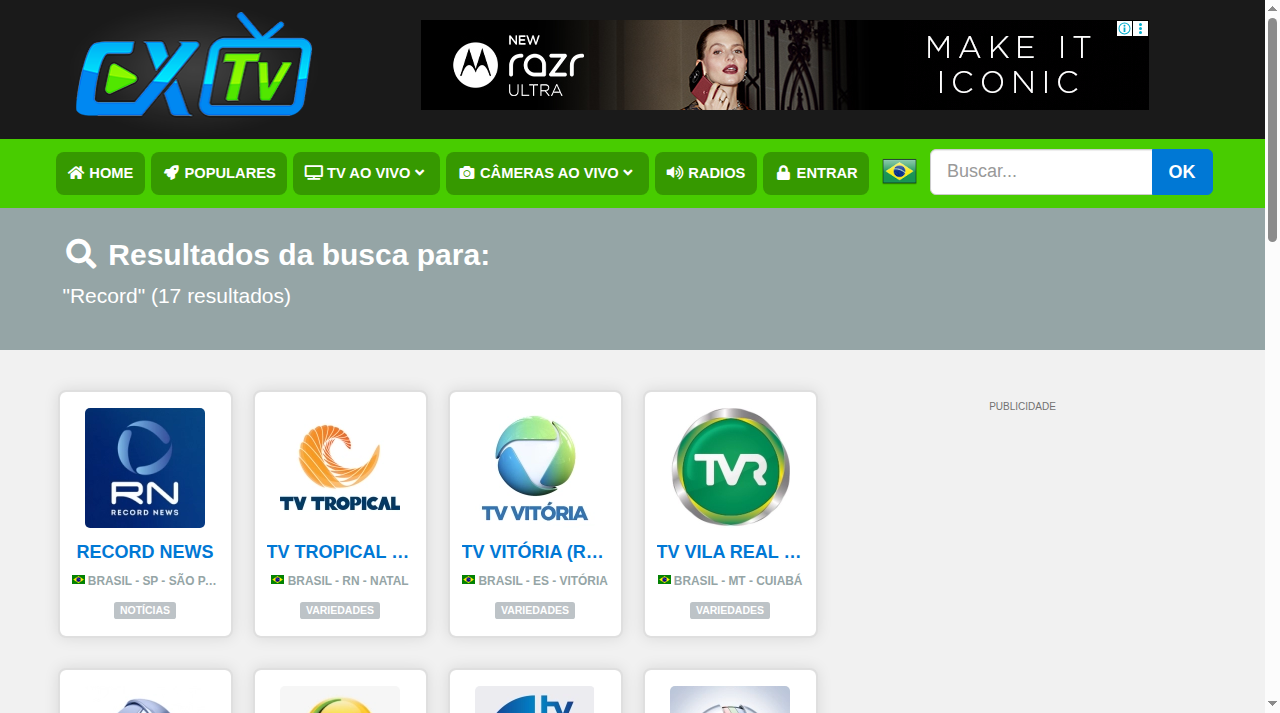 CXTv
NEW
razr
ULTRA
MAKE IT
ICONIC
HOME
POPULARES
TV AO VIVO
CÂMERAS AO VIVO
RADIOS
ENTRAR
Buscar...
OK
Resultados da busca para:
"Record" (17 resultados)
PUBLICIDADE
RN
RECORD NEWS
RECORD NEWS
BRASIL - SP - SÃO P...
NOTÍCIAS
TV TROPICAL
TV TROPICAL ...
BRASIL - RN - NATAL
VARIEDADES
TV VITÓRIA
TV VITÓRIA (R...
BRASIL - ES - VITÓRIA
VARIEDADES
TVR
TV VILA REAL ...
BRASIL - MT - CUIABÁ
VARIEDADES
tv